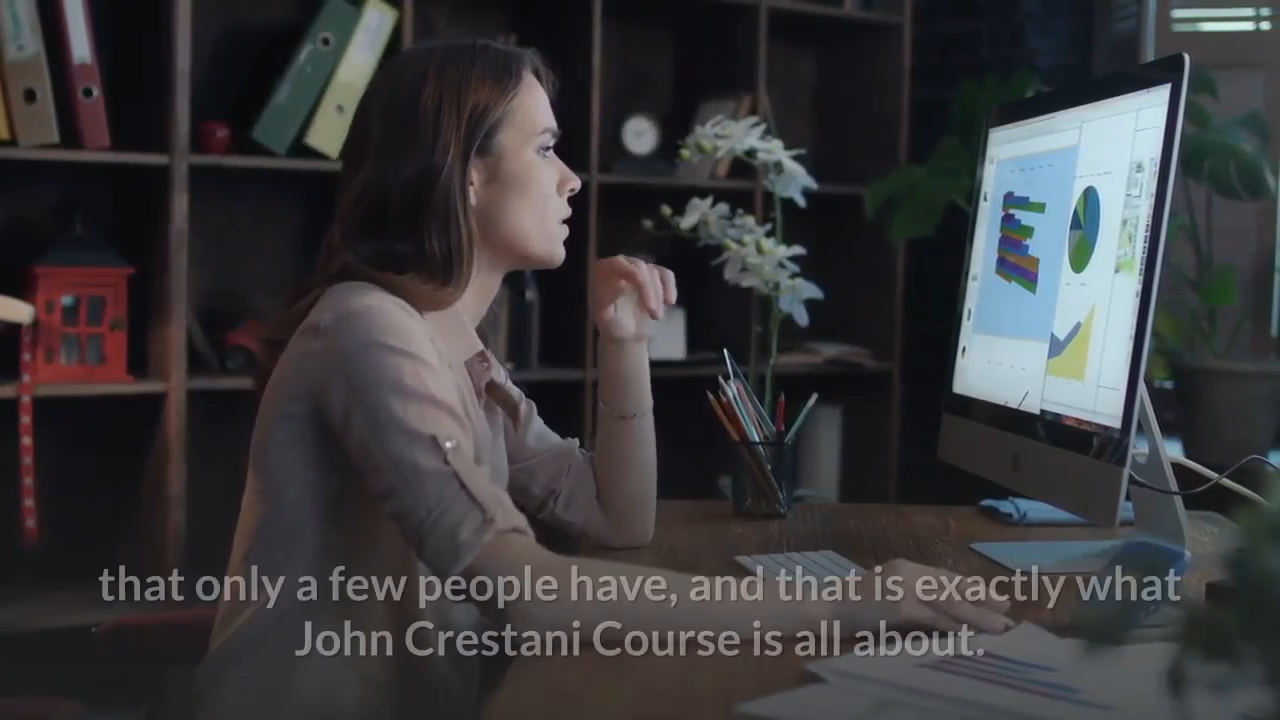 that only a few people have, and that is exactly what
John Crestani Course is all about.